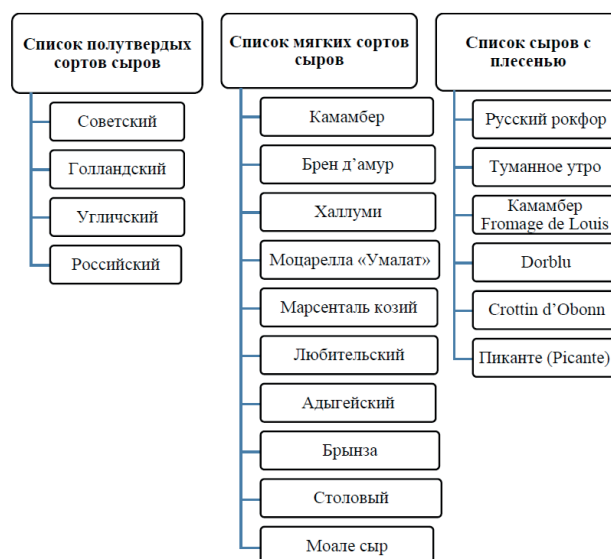 Список полутвердых
сортов сыров
Советский
Голландский
Угличский
Российский
Список мягких сортов
сыров
Камамбер
Брен д’амур
Халлуми
Моцарелла «Умалат»
Марсенталь козий
Любительский
Адыгейский
Брынза
Столовый
Моале сыр
Список сыров с
плесенью
Русский рокфор
Туманное утро
Камамбер
Fromage de Louis
Dorblu
Crottin d’Obonn
Пиканте (Picante)